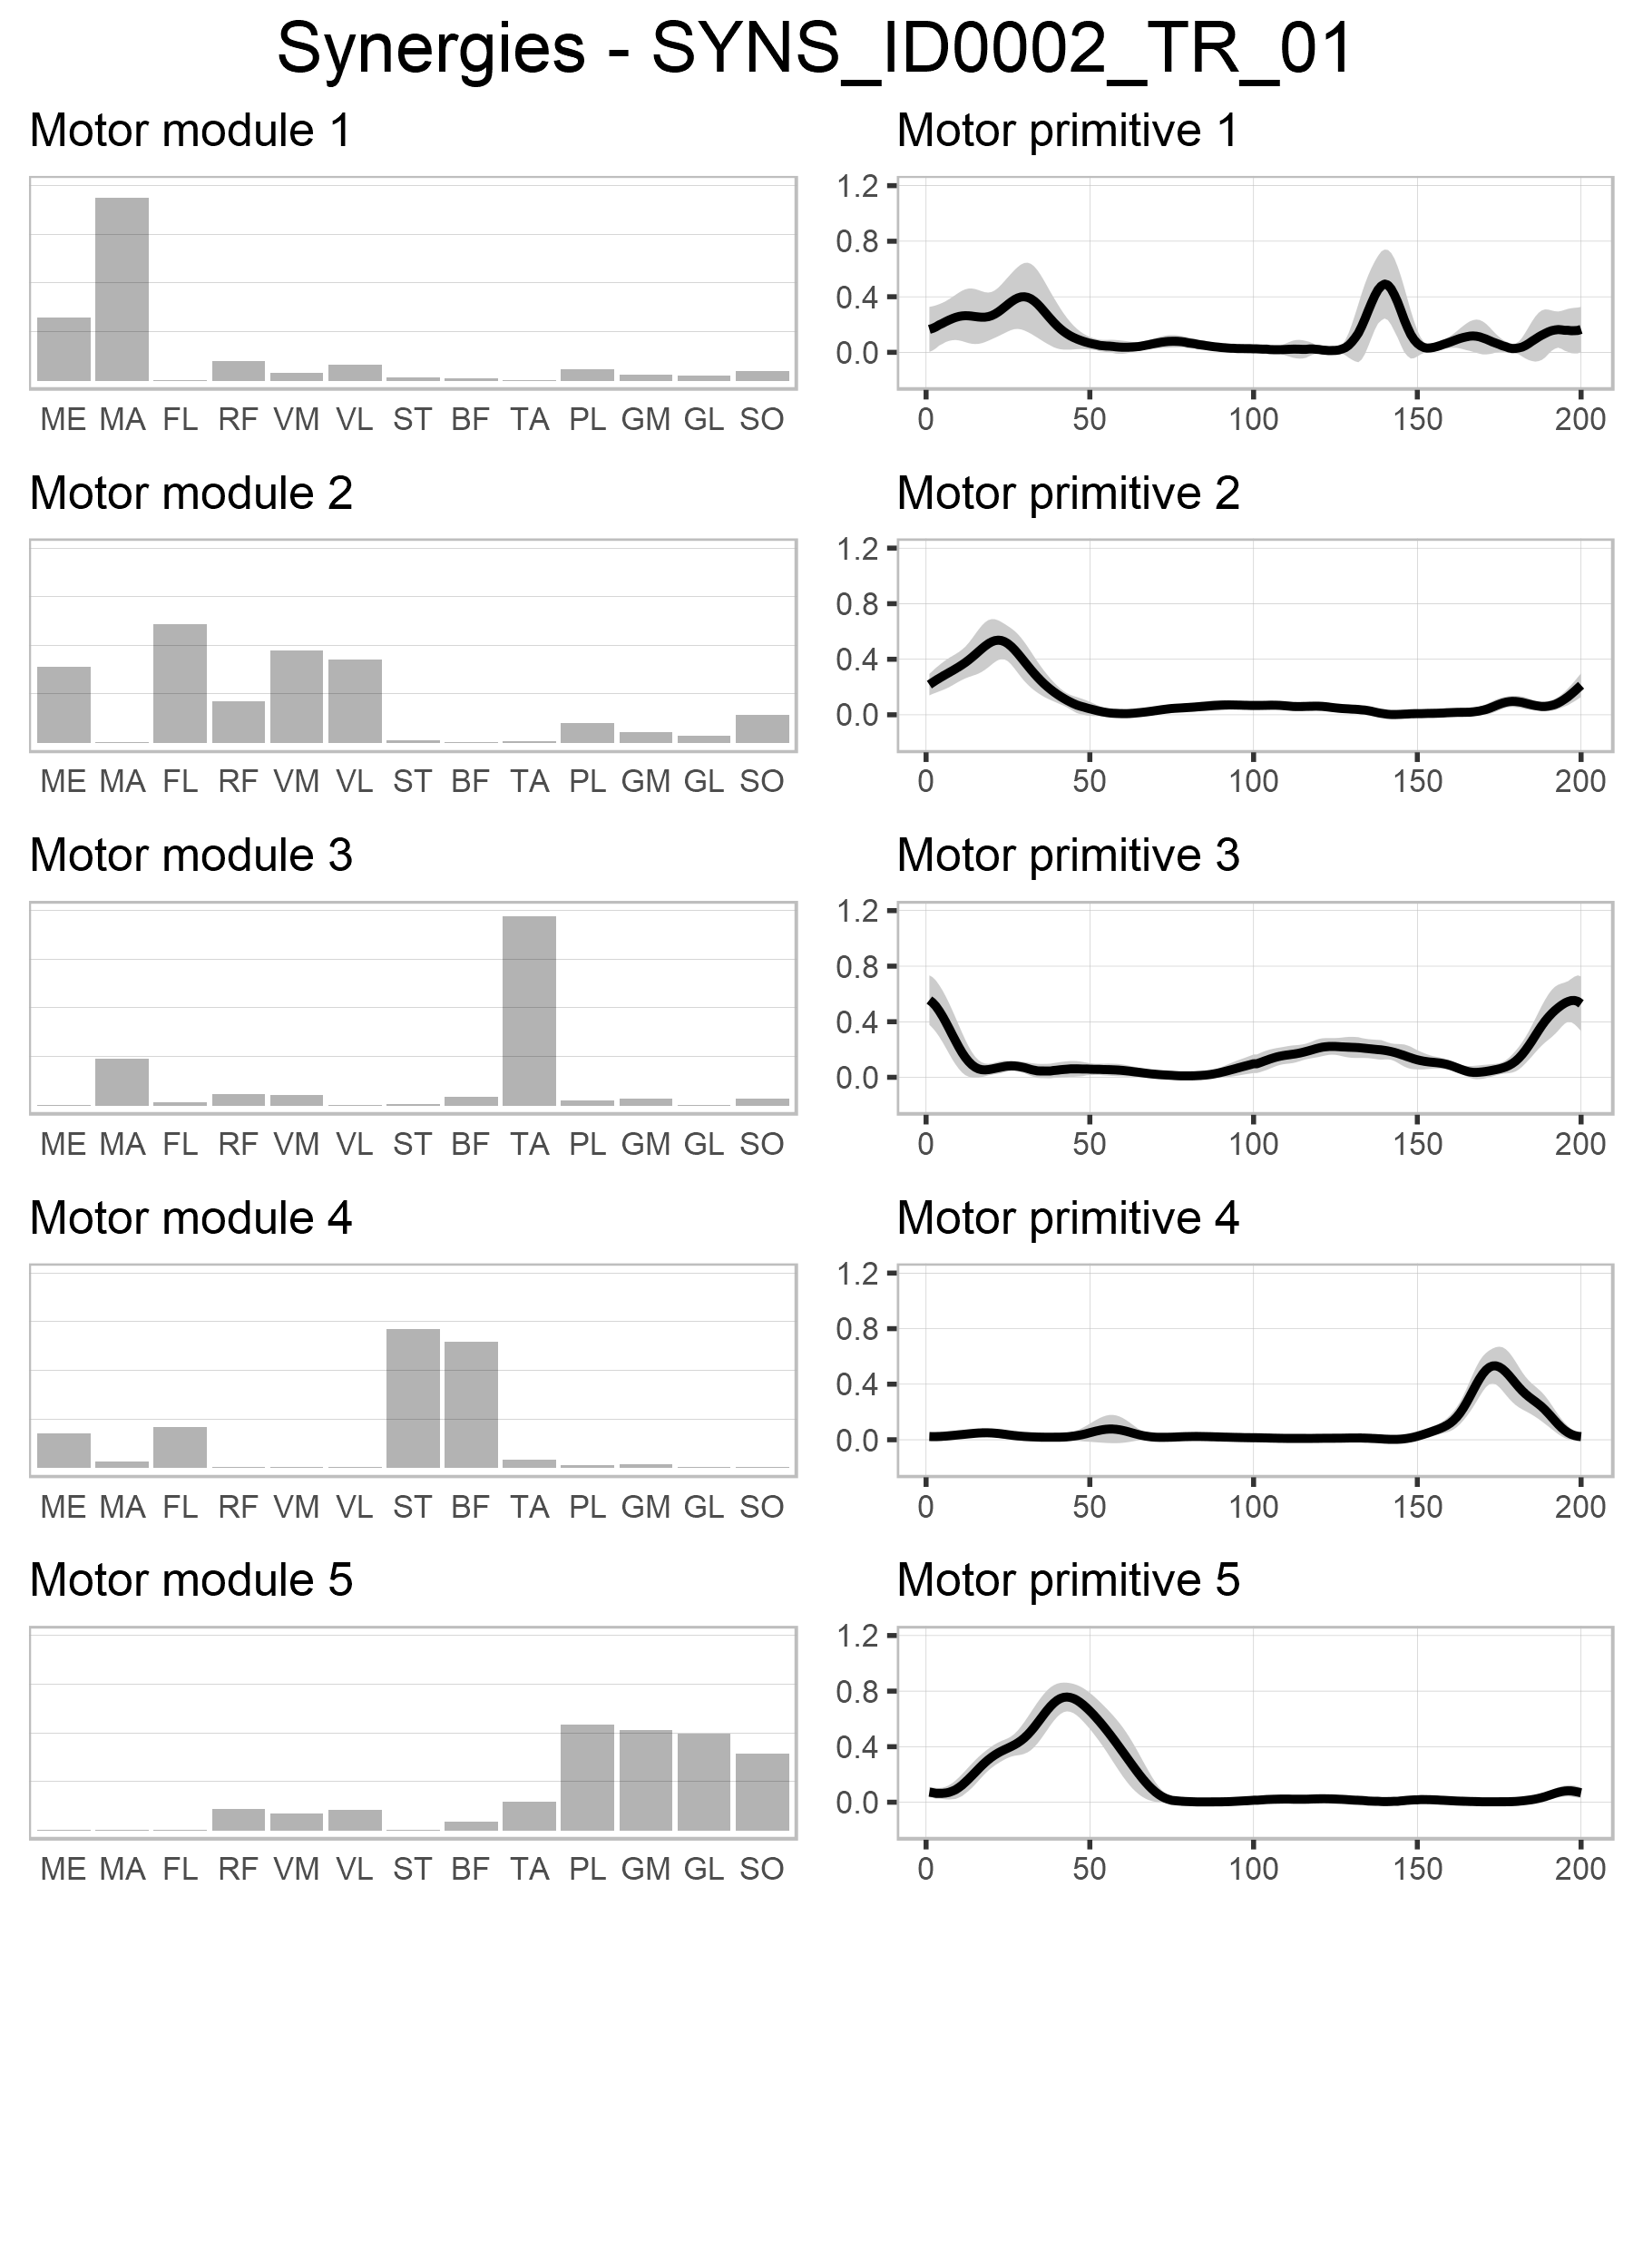 Synergies - SYNS_ID0002_TR_01
Motor module 1
Motor primitive 1
1.2
0.8
0.4
0.0
ME MA FL RF VM VL ST BF TA PL GM GL SO
0 50 100 150 200
Motor module 2
Motor primitive 2
1.2
0.8
0.4
0.0
ME MA FL RF VM VL ST BF TA PL GM GL SO
0 50 100 150 200
Motor module 3
Motor primitive 3
1.2
0.8
0.4
0.0
ME MA FL RF VM VL ST BF TA PL GM GL SO
0 50 100 150 200
Motor module 4
Motor primitive 4
1.2
0.8
0.4
0.0
ME MA FL RF VM VL ST BF TA PL GM GL SO
0 50 100 150 200
Motor module 5
Motor primitive 5
1.2
0.8
0.4
0.0
ME MA FL RF VM VL ST BF TA PL GM GL SO
0 50 100 150 200